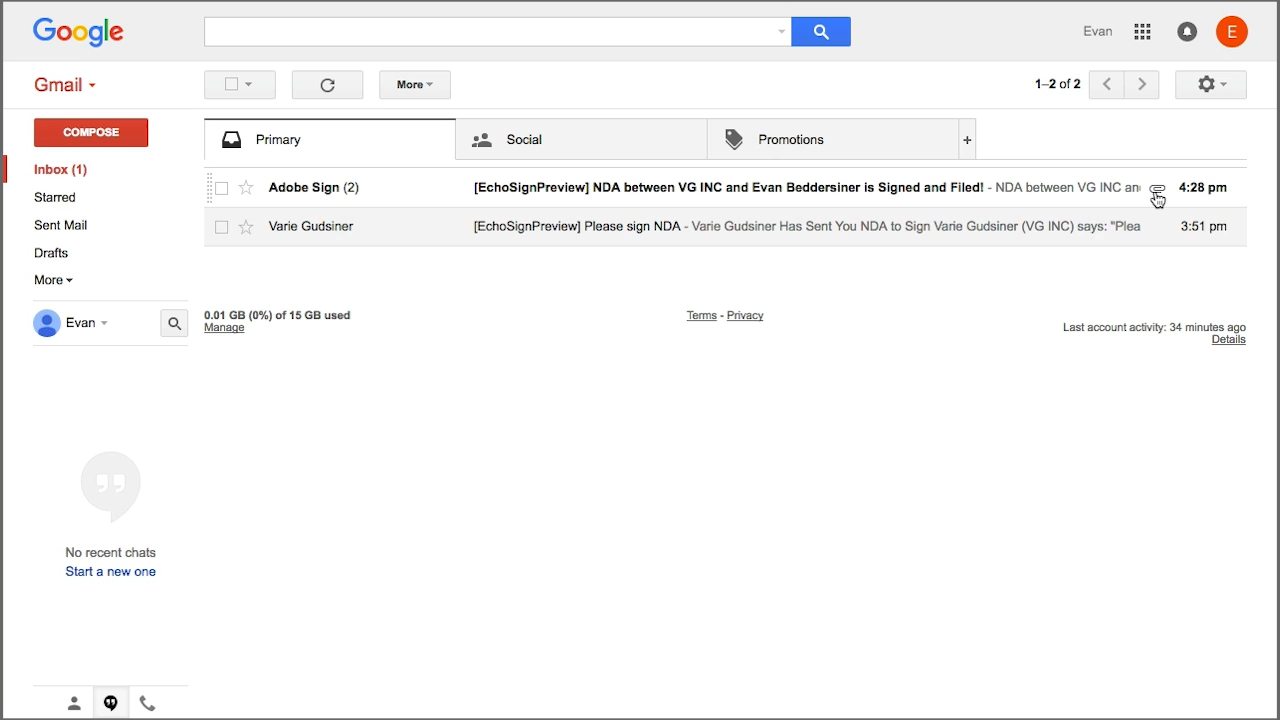 Google
Evan
E
Gmail
More
1–2 of 2
COMPOSE
Primary
Social
Promotions
+
Inbox (1)
Starred
Sent Mail
Drafts
More
Adobe Sign (2)
[EchoSignPreview] NDA between VG INC and Evan Beddersiner is Signed and Filed! - NDA between VG INC an
4:28 pm
Varie Gudsiner
[EchoSignPreview] Please sign NDA - Varie Gudsiner Has Sent You NDA to Sign Varie Gudsiner (VG INC) says: "Plea
3:51 pm
Evan
0.01 GB (0%) of 15 GB used
Manage
Terms - Privacy
Last account activity: 34 minutes ago
Details
No recent chats
Start a new one